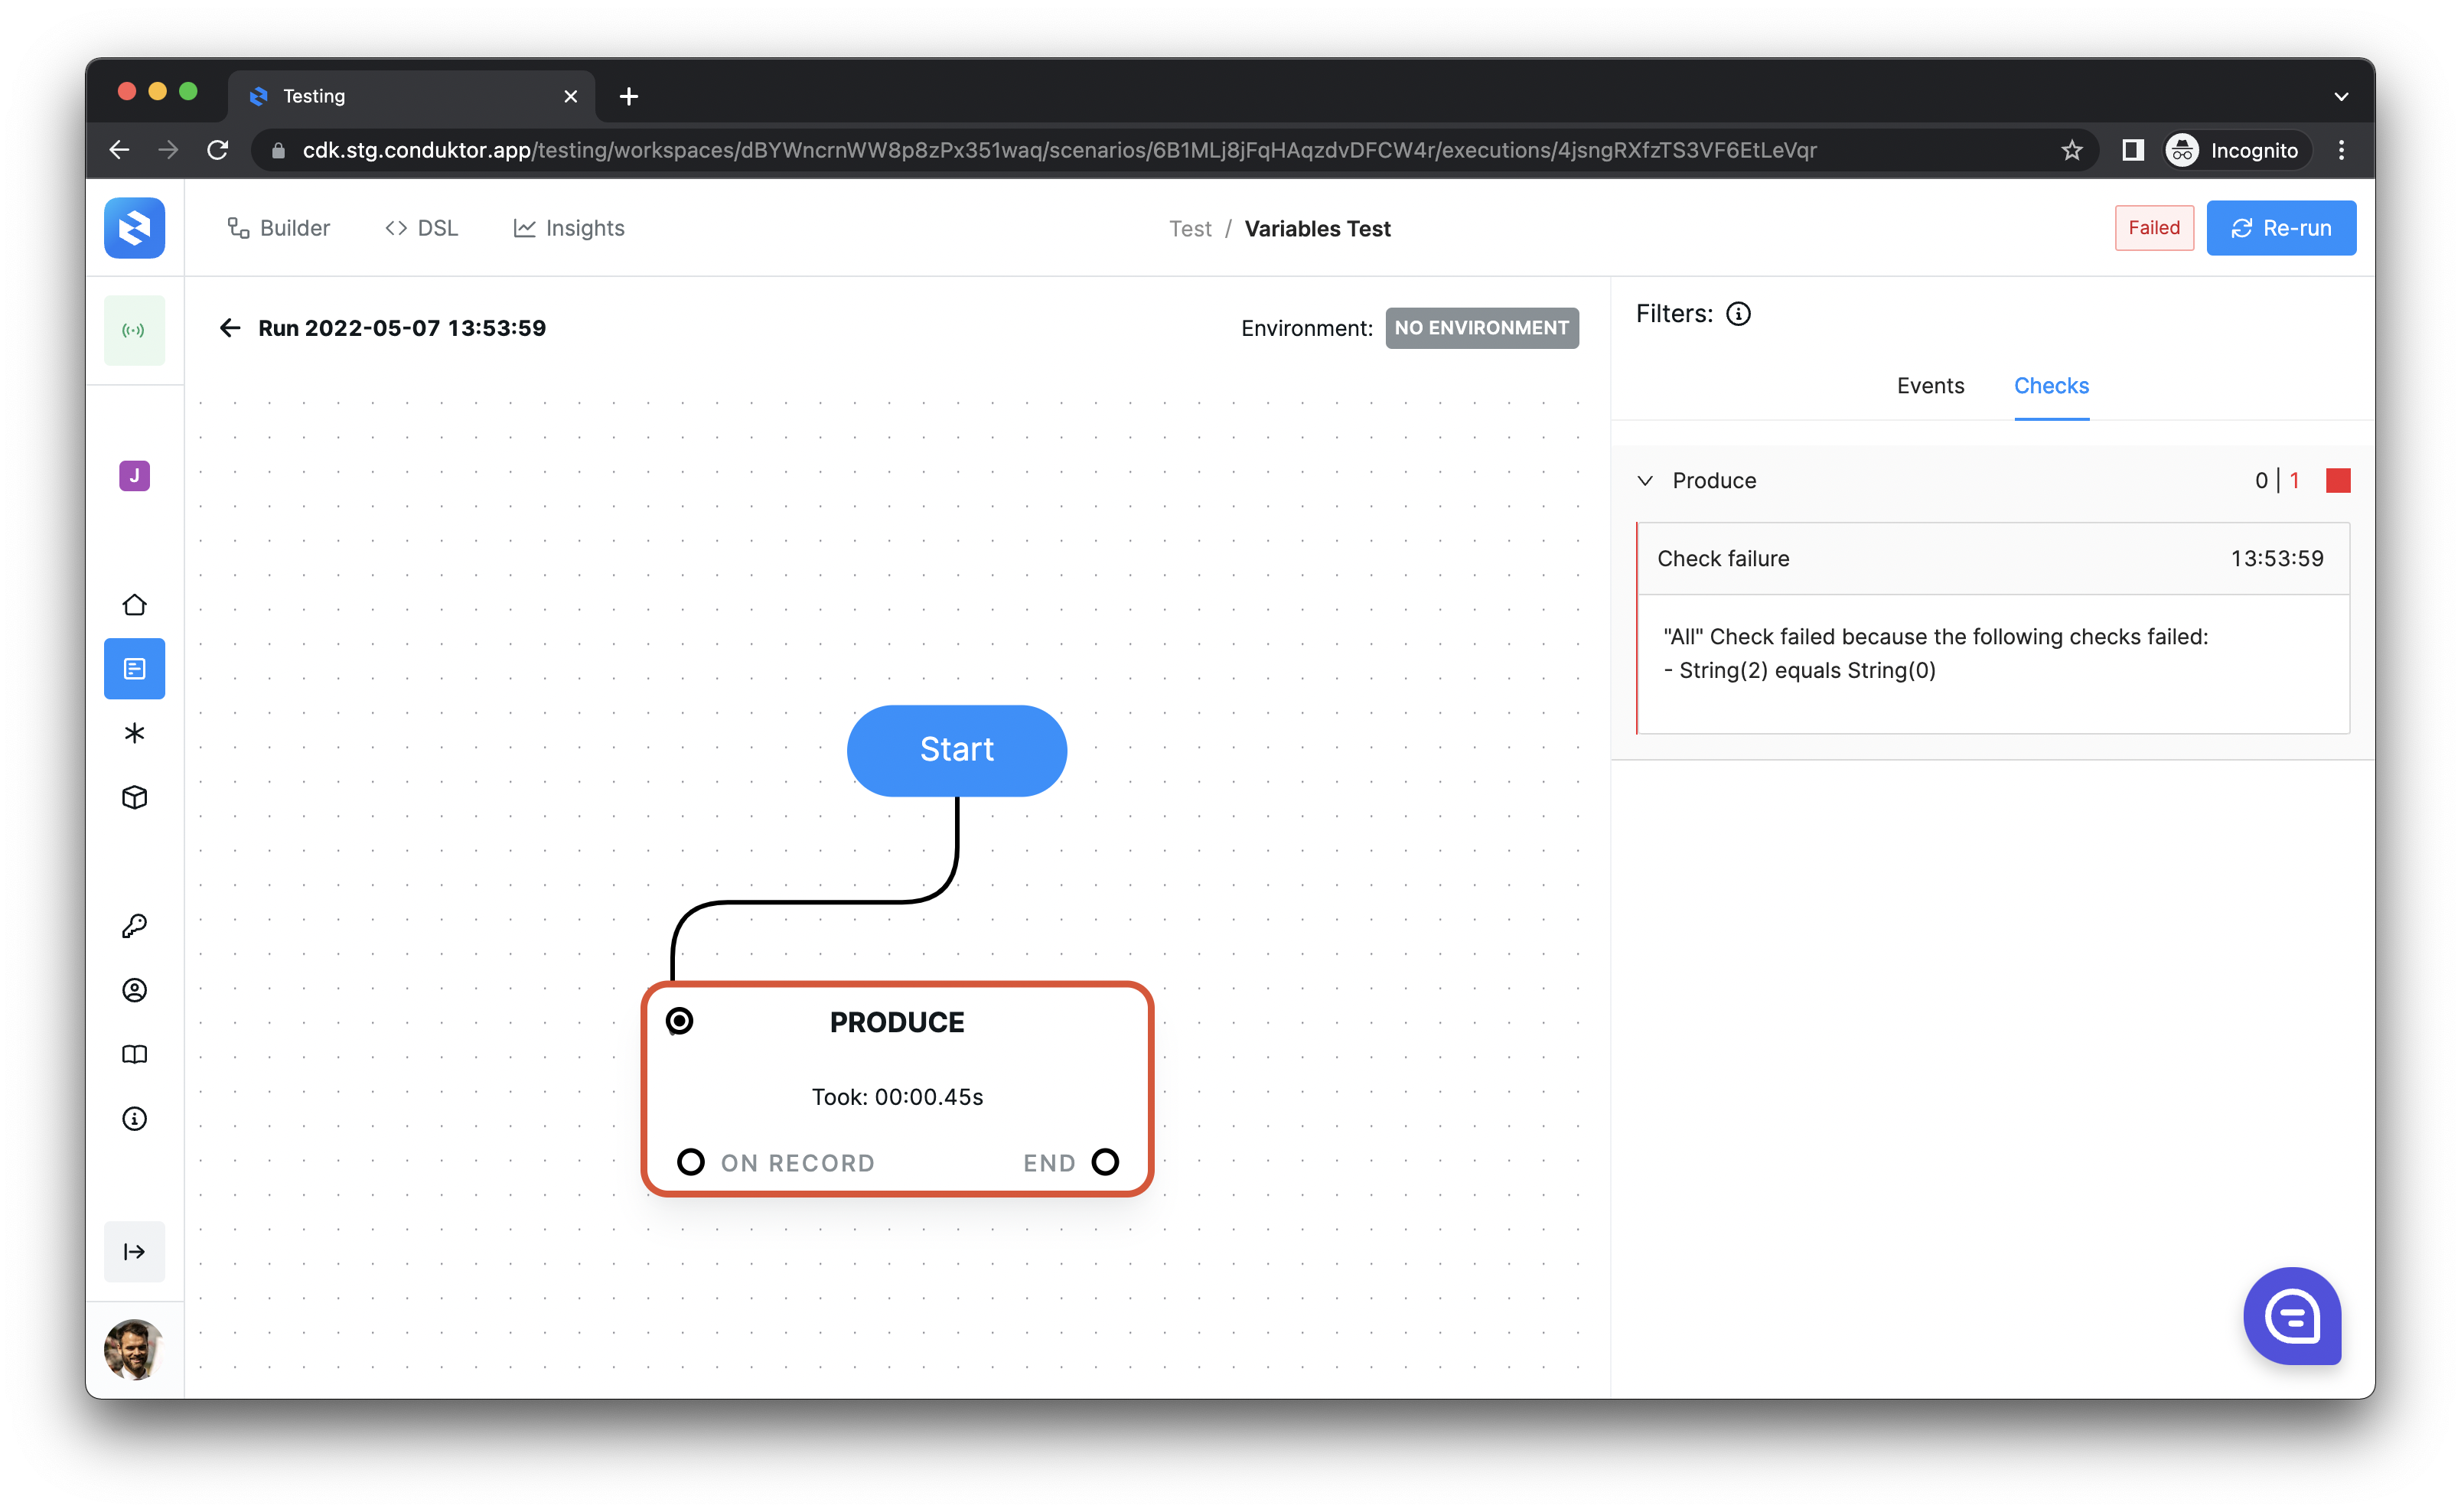 Testing
cdk.stg.conduktor.app/testing/workspaces/dBYWncrnWW8p8zPx351waq/scenarios/6B1MLj8jFqHAqzdvDFCW4r/executions/4jsngRXfzTS3VF6EtLeVqr
Incognito
Builder
DSL
Insights
Test / Variables Test
Failed
Re-run
Run 2022-05-07 13:53:59
Environment: NO ENVIRONMENT
Filters:
Events
Checks
J
Produce
0 | 1
Check failure
13:53:59
"All" Check failed because the following checks failed:
- String(2) equals String(0)
Start
PRODUCE
Took: 00:00.45s
ON RECORD
END